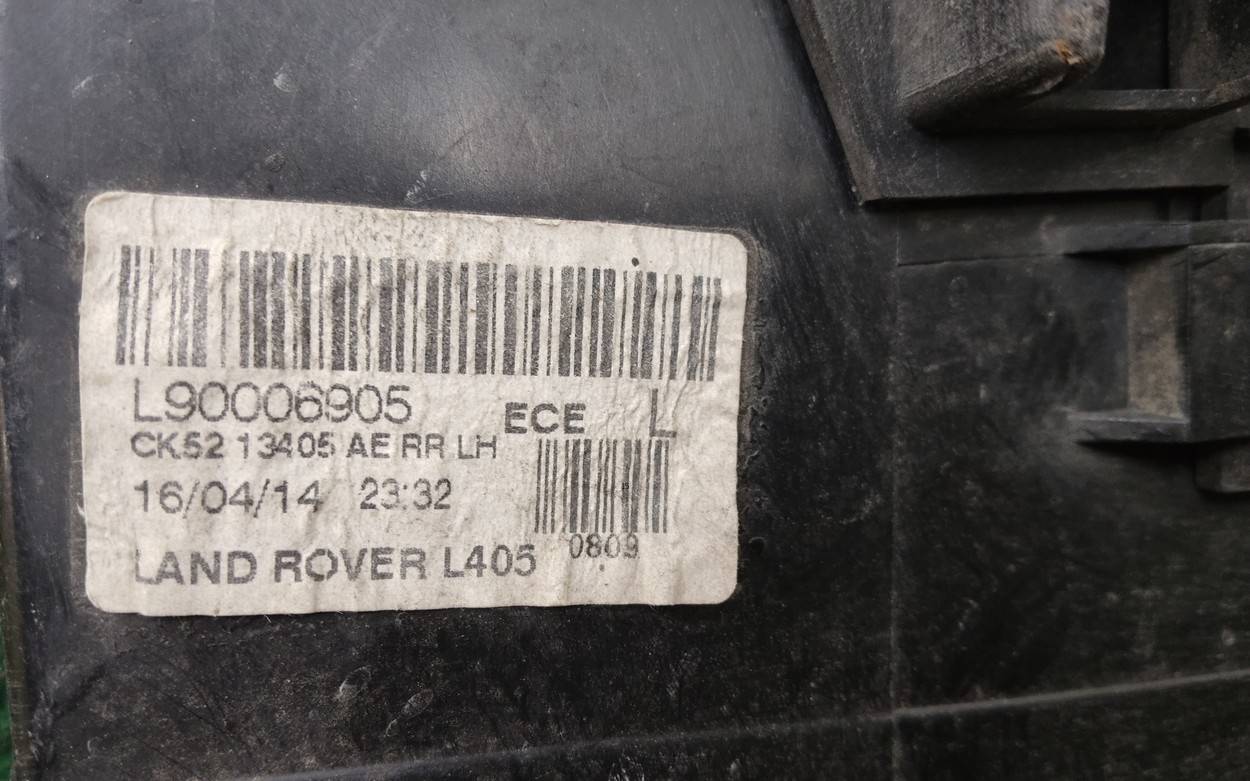 L90006905 ECE L
CK52 13405 AE RR LH
16/04/14 23:32
0809
LAND ROVER L405